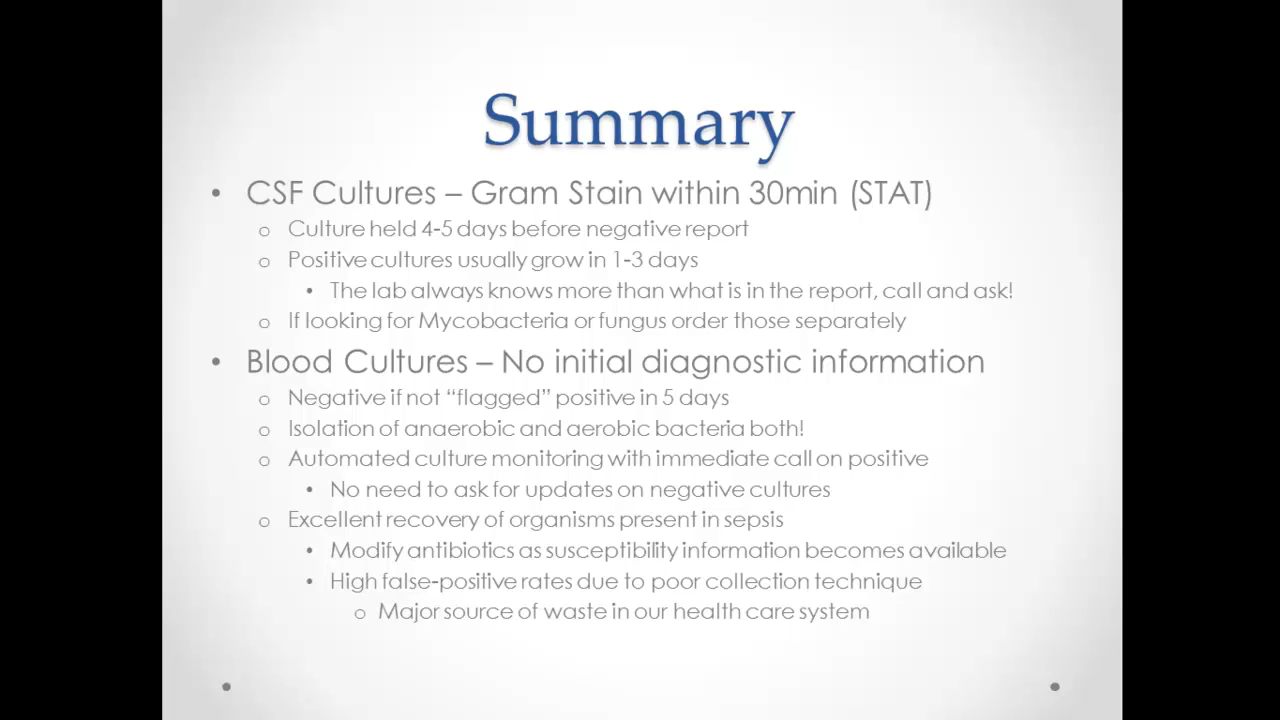 Summary
• CSF Cultures – Gram Stain within 30min (STAT)
o Culture held 4-5 days before negative report
o Positive cultures usually grow in 1-3 days
• The lab always knows more than what is in the report, call and ask!
o If looking for Mycobacteria or fungus order those separately
• Blood Cultures – No initial diagnostic information
o Negative if not “flagged” positive in 5 days
o Isolation of anaerobic and aerobic bacteria both!
o Automated culture monitoring with immediate call on positive
• No need to ask for updates on negative cultures
o Excellent recovery of organisms present in sepsis
• Modify antibiotics as susceptibility information becomes available
• High false-positive rates due to poor collection technique
o Major source of waste in our health care system